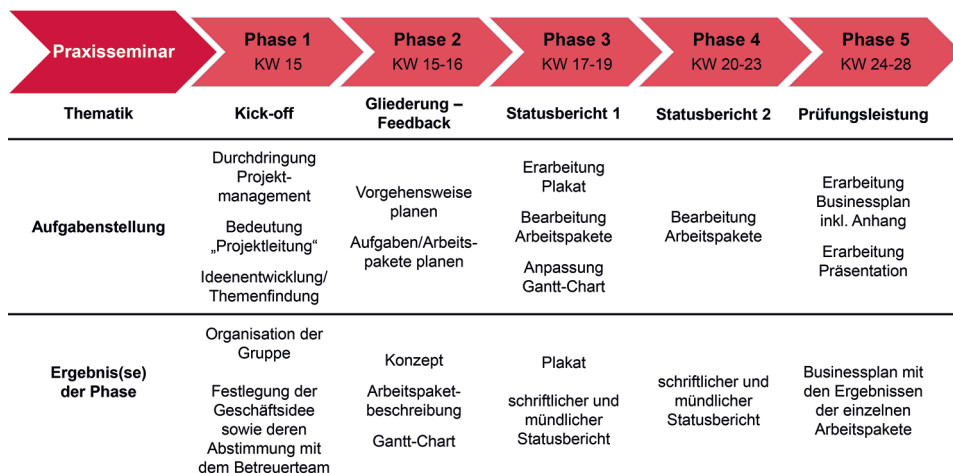 Praxisseminar
Phase 1
KW 15
Phase 2
KW 15-16
Phase 3
KW 17-19
Phase 4
KW 20-23
Phase 5
KW 24-28
Thematik
Kick-off
Gliederung –
Feedback
Statusbericht 1
Statusbericht 2
Prüfungsleistung
Aufgabenstellung
Durchdringung
Projekt-
management
Bedeutung
„Projektleitung“
Ideenentwicklung/
Themenfindung
Vorgehensweise
planen
Aufgaben/Arbeits-
pakete planen
Erarbeitung
Plakat
Bearbeitung
Arbeitspakete
Anpassung
Gantt-Chart
Bearbeitung
Arbeitspakete
Erarbeitung
Businessplan
inkl. Anhang
Erarbeitung
Präsentation
Ergebnis(se)
der Phase
Organisation der
Gruppe
Festlegung der
Geschäftsidee
sowie deren
Abstimmung mit
dem Betreuerteam
Konzept
Arbeitspaket-
beschreibung
Gantt-Chart
Plakat
schriftlicher und
mündlicher
Statusbericht
schriftlicher und
mündlicher
Statusbericht
Businessplan mit
den Ergebnissen
der einzelnen
Arbeitspakete